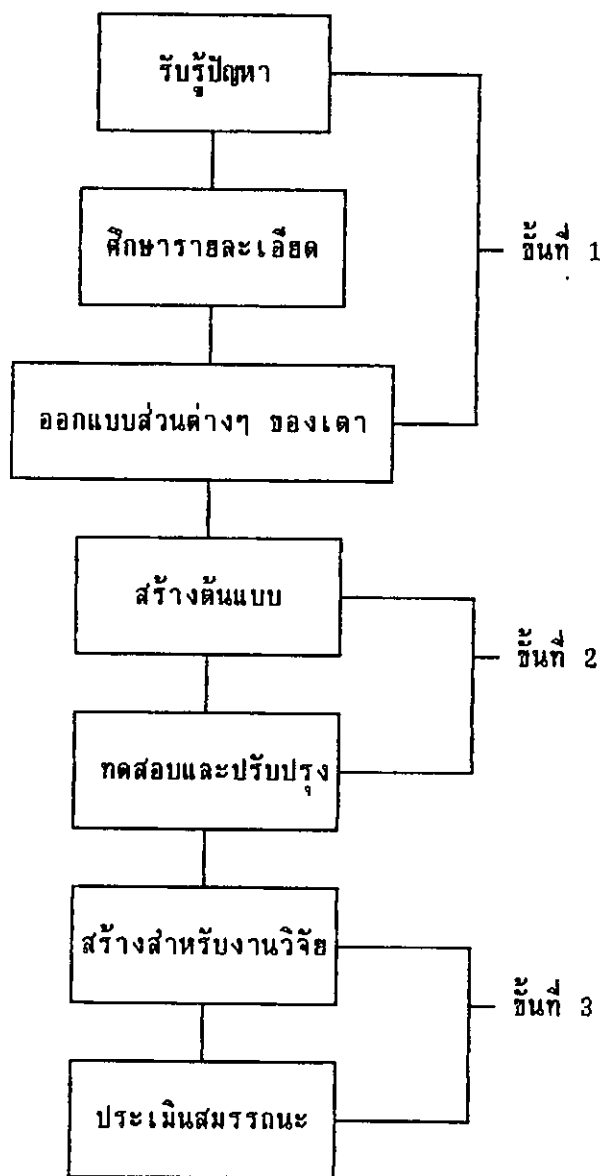 รับรู้ปัญหา
ศึกษารายละเอียด
ขั้นที่ 1
ออกแบบส่วนต่างๆ ของเตา
สร้างต้นแบบ
ขั้นที่ 2
ทดสอบและปรับปรุง
สร้างสำหรับงานวิจัย
ขั้นที่ 3
ประเมินสมรรถนะ